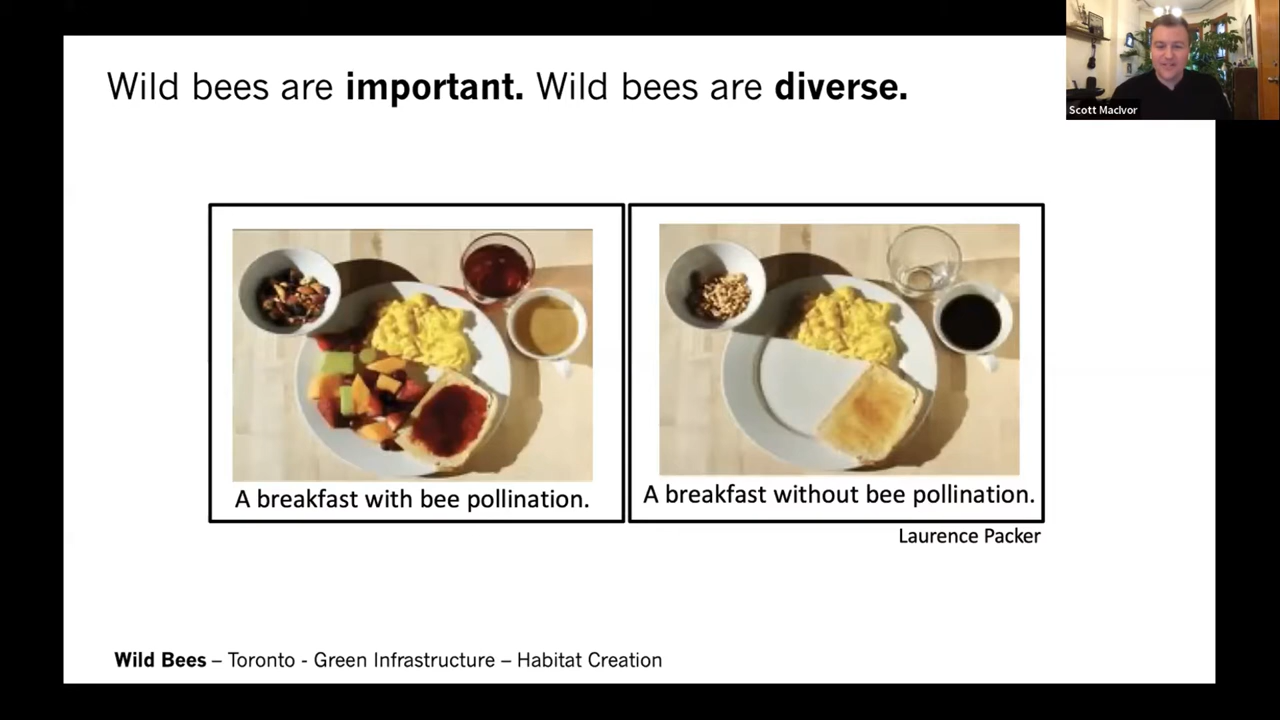 Wild bees are important. Wild bees are diverse.
Scott MacIvor
A breakfast with bee pollination.
A breakfast without bee pollination.
Laurence Packer
Wild Bees – Toronto - Green Infrastructure – Habitat Creation